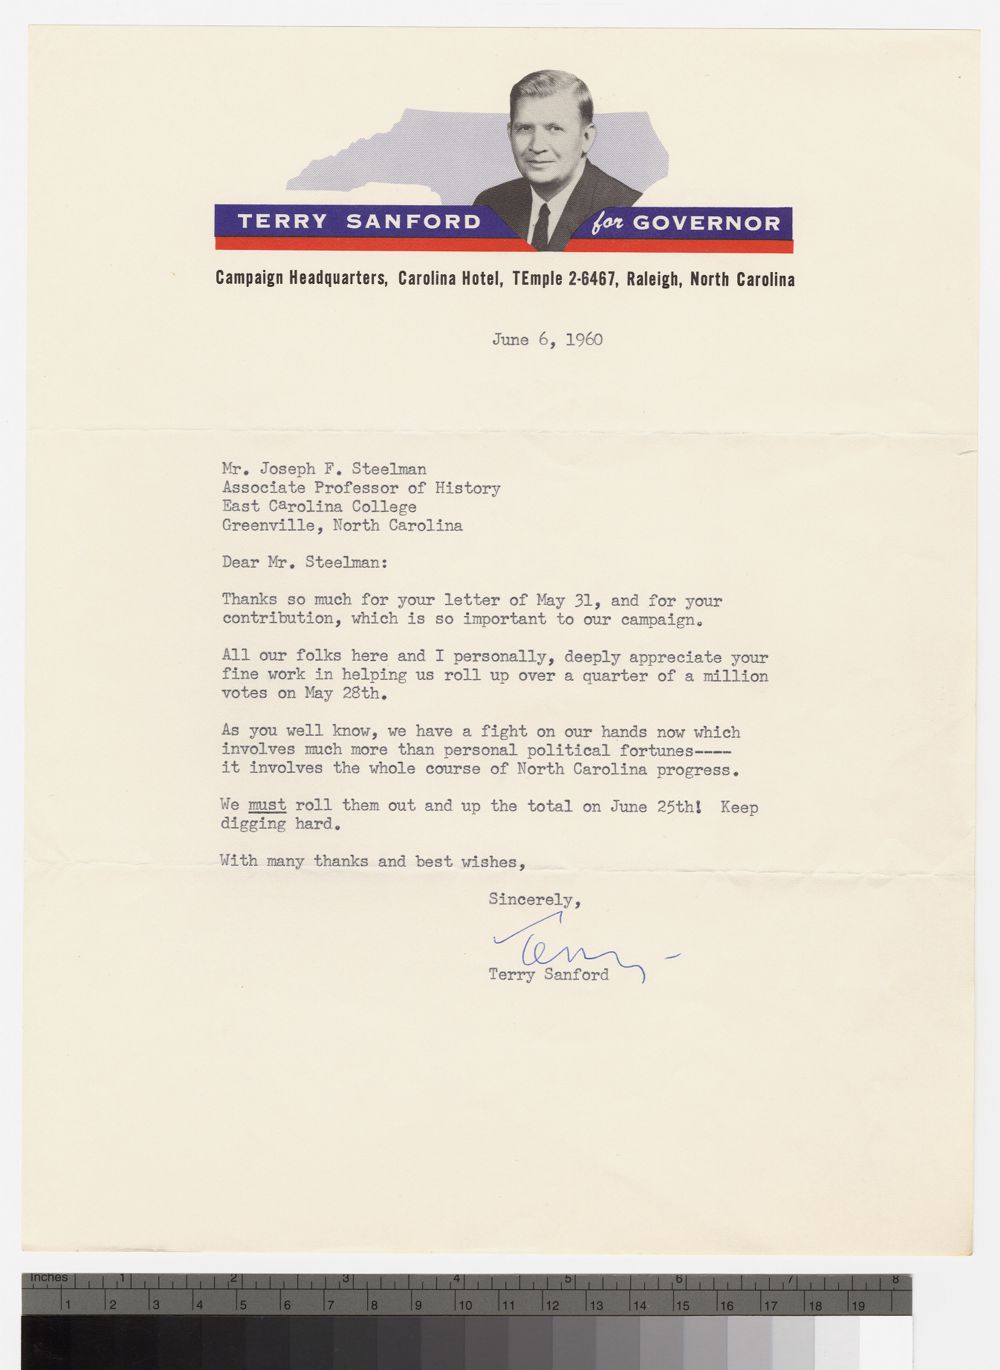 TERRY SANFORD for GOVERNOR
Campaign Headquarters, Carolina Hotel, TEmple 2-6467, Raleigh, North Carolina
June 6, 1960
Mr. Joseph F. Steelman
Associate Professor of History
East Carolina College
Greenville, North Carolina
Dear Mr. Steelman:
Thanks so much for your letter of May 31, and for your
contribution, which is so important to our campaign.
All our folks here and I personally, deeply appreciate your
fine work in helping us roll up over a quarter of a million
votes on May 28th.
As you well know, we have a fight on our hands now which
involves much more than personal political fortunes----
it involves the whole course of North Carolina progress.
We must roll them out and up the total on June 25th! Keep
digging hard.
With many thanks and best wishes,
Sincerely,
Terry
Terry Sanford
Inches 1 2 3 4 5 6 7 8
1 2 3 4 5 6 7 8 9 10 11 12 13 14 15 16 17 18 19